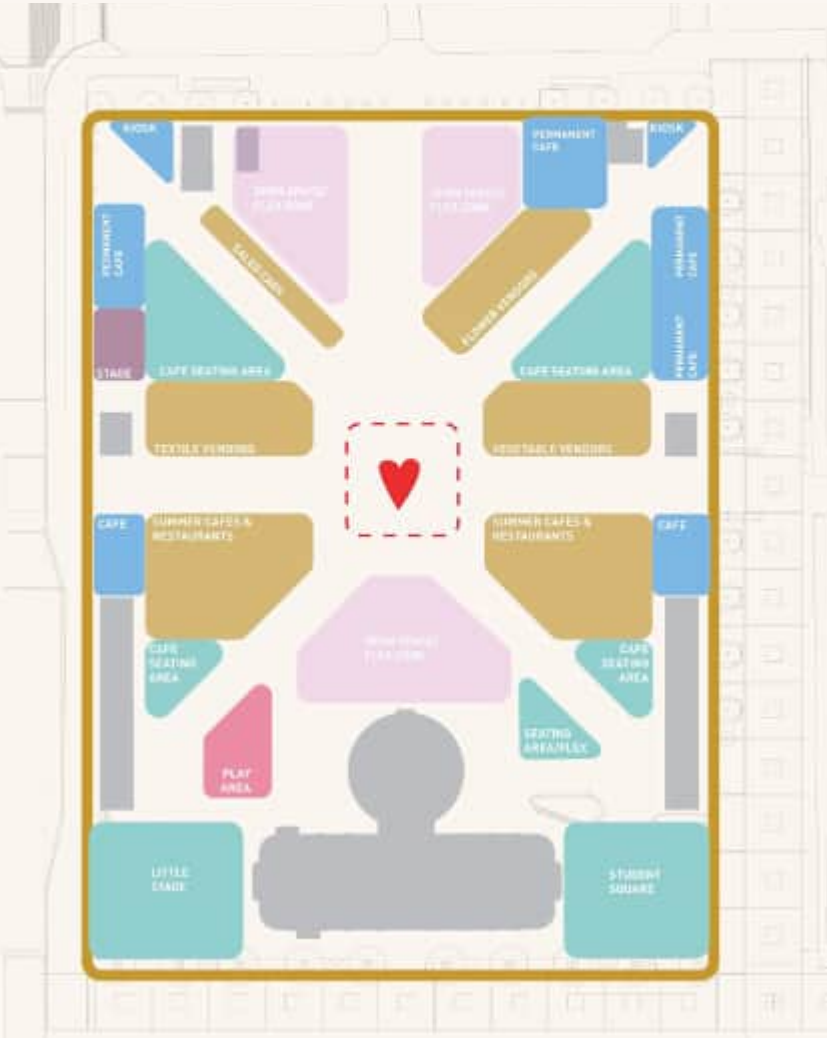 KIOSK
PERMANENT
CAFE
KIOSK
OPEN SPACE/
FLEX ZONE
OPEN SPACE/
FLEX ZONE
PERMANENT
CAFE
SALES CARS
FLOWER VENDORS
PERMANENT
CAFE
STAGE
CAFE SEATING AREA
CAFE SEATING AREA
PERMANENT
CAFE
TEXTILE VENDORS
VEGETABLE VENDORS
CAFE
SUMMER CAFES &
RESTAURANTS
SUMMER CAFES &
RESTAURANTS
CAFE
OPEN SPACE/
FLEX ZONE
CAFE
SEATING
AREA
CAFE
SEATING
AREA
SEATING
AREA/FLEX
PLAY
AREA
LITTLE
STAGE
STUDENT
SQUARE